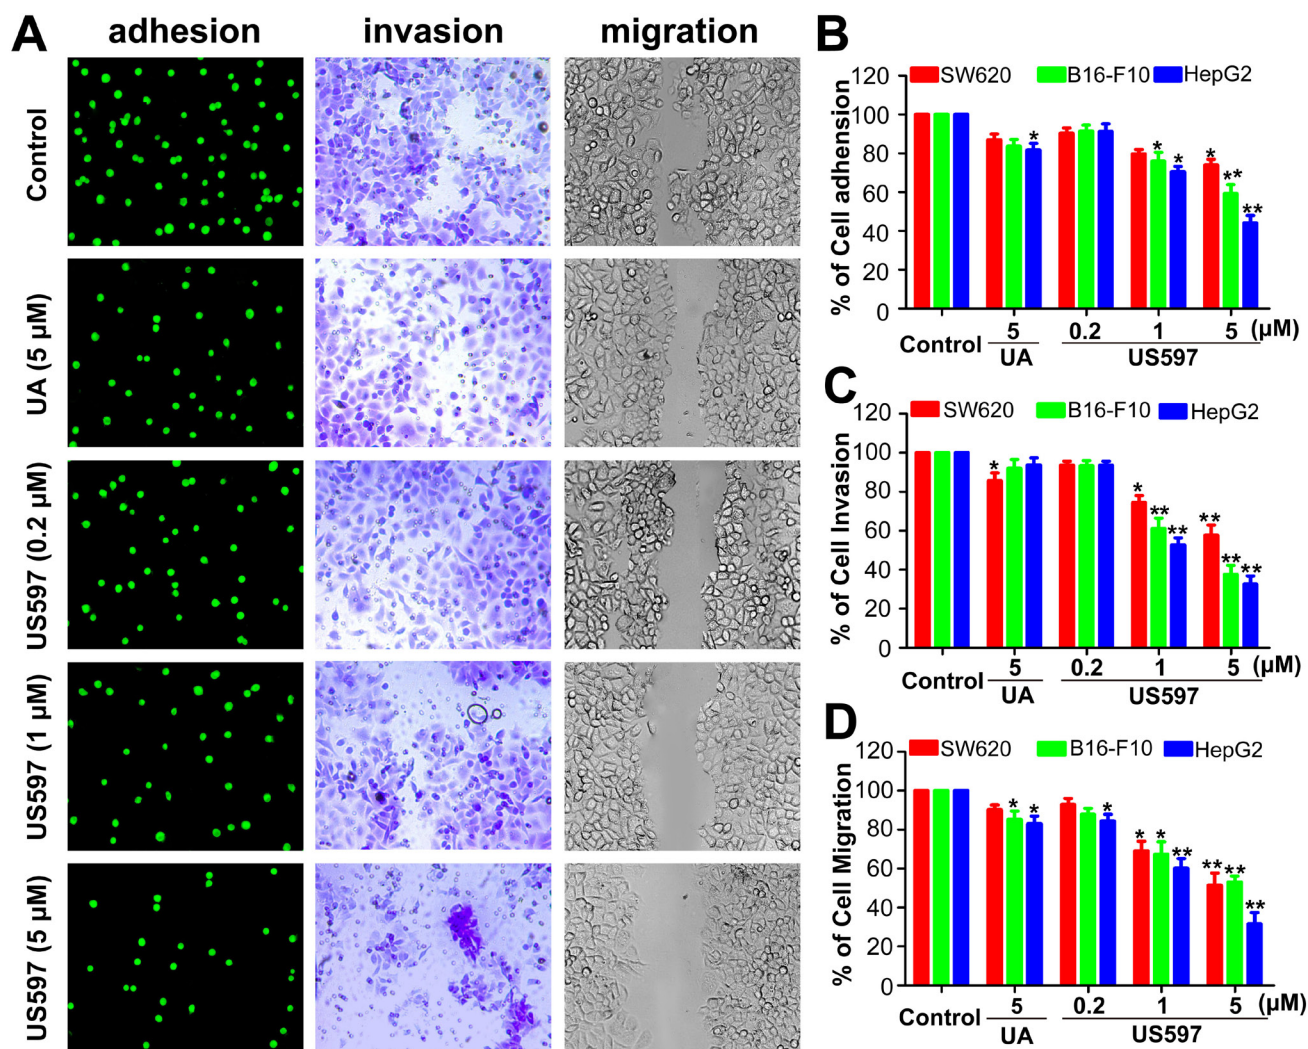 A
adhesion invasion migration
Control
UA (5 μM)
US597 (0.2 μM)
US597 (1 μM)
US597 (5 μM)
B
SW620 B16-F10 HepG2
% of Cell adhension
120
100
80
60
40
20
0
* * * * ** **
Control 5 0.2 1 5 (μM)
UA US597
C
SW620 B16-F10 HepG2
% of Cell Invasion
120
100
80
60
40
20
0
* * ** ** ** ** **
Control 5 0.2 1 5 (μM)
UA US597
D
SW620 B16-F10 HepG2
% of Cell Migration
120
100
80
60
40
20
0
* * * * * ** ** ** **
Control 5 0.2 1 5 (μM)
UA US597